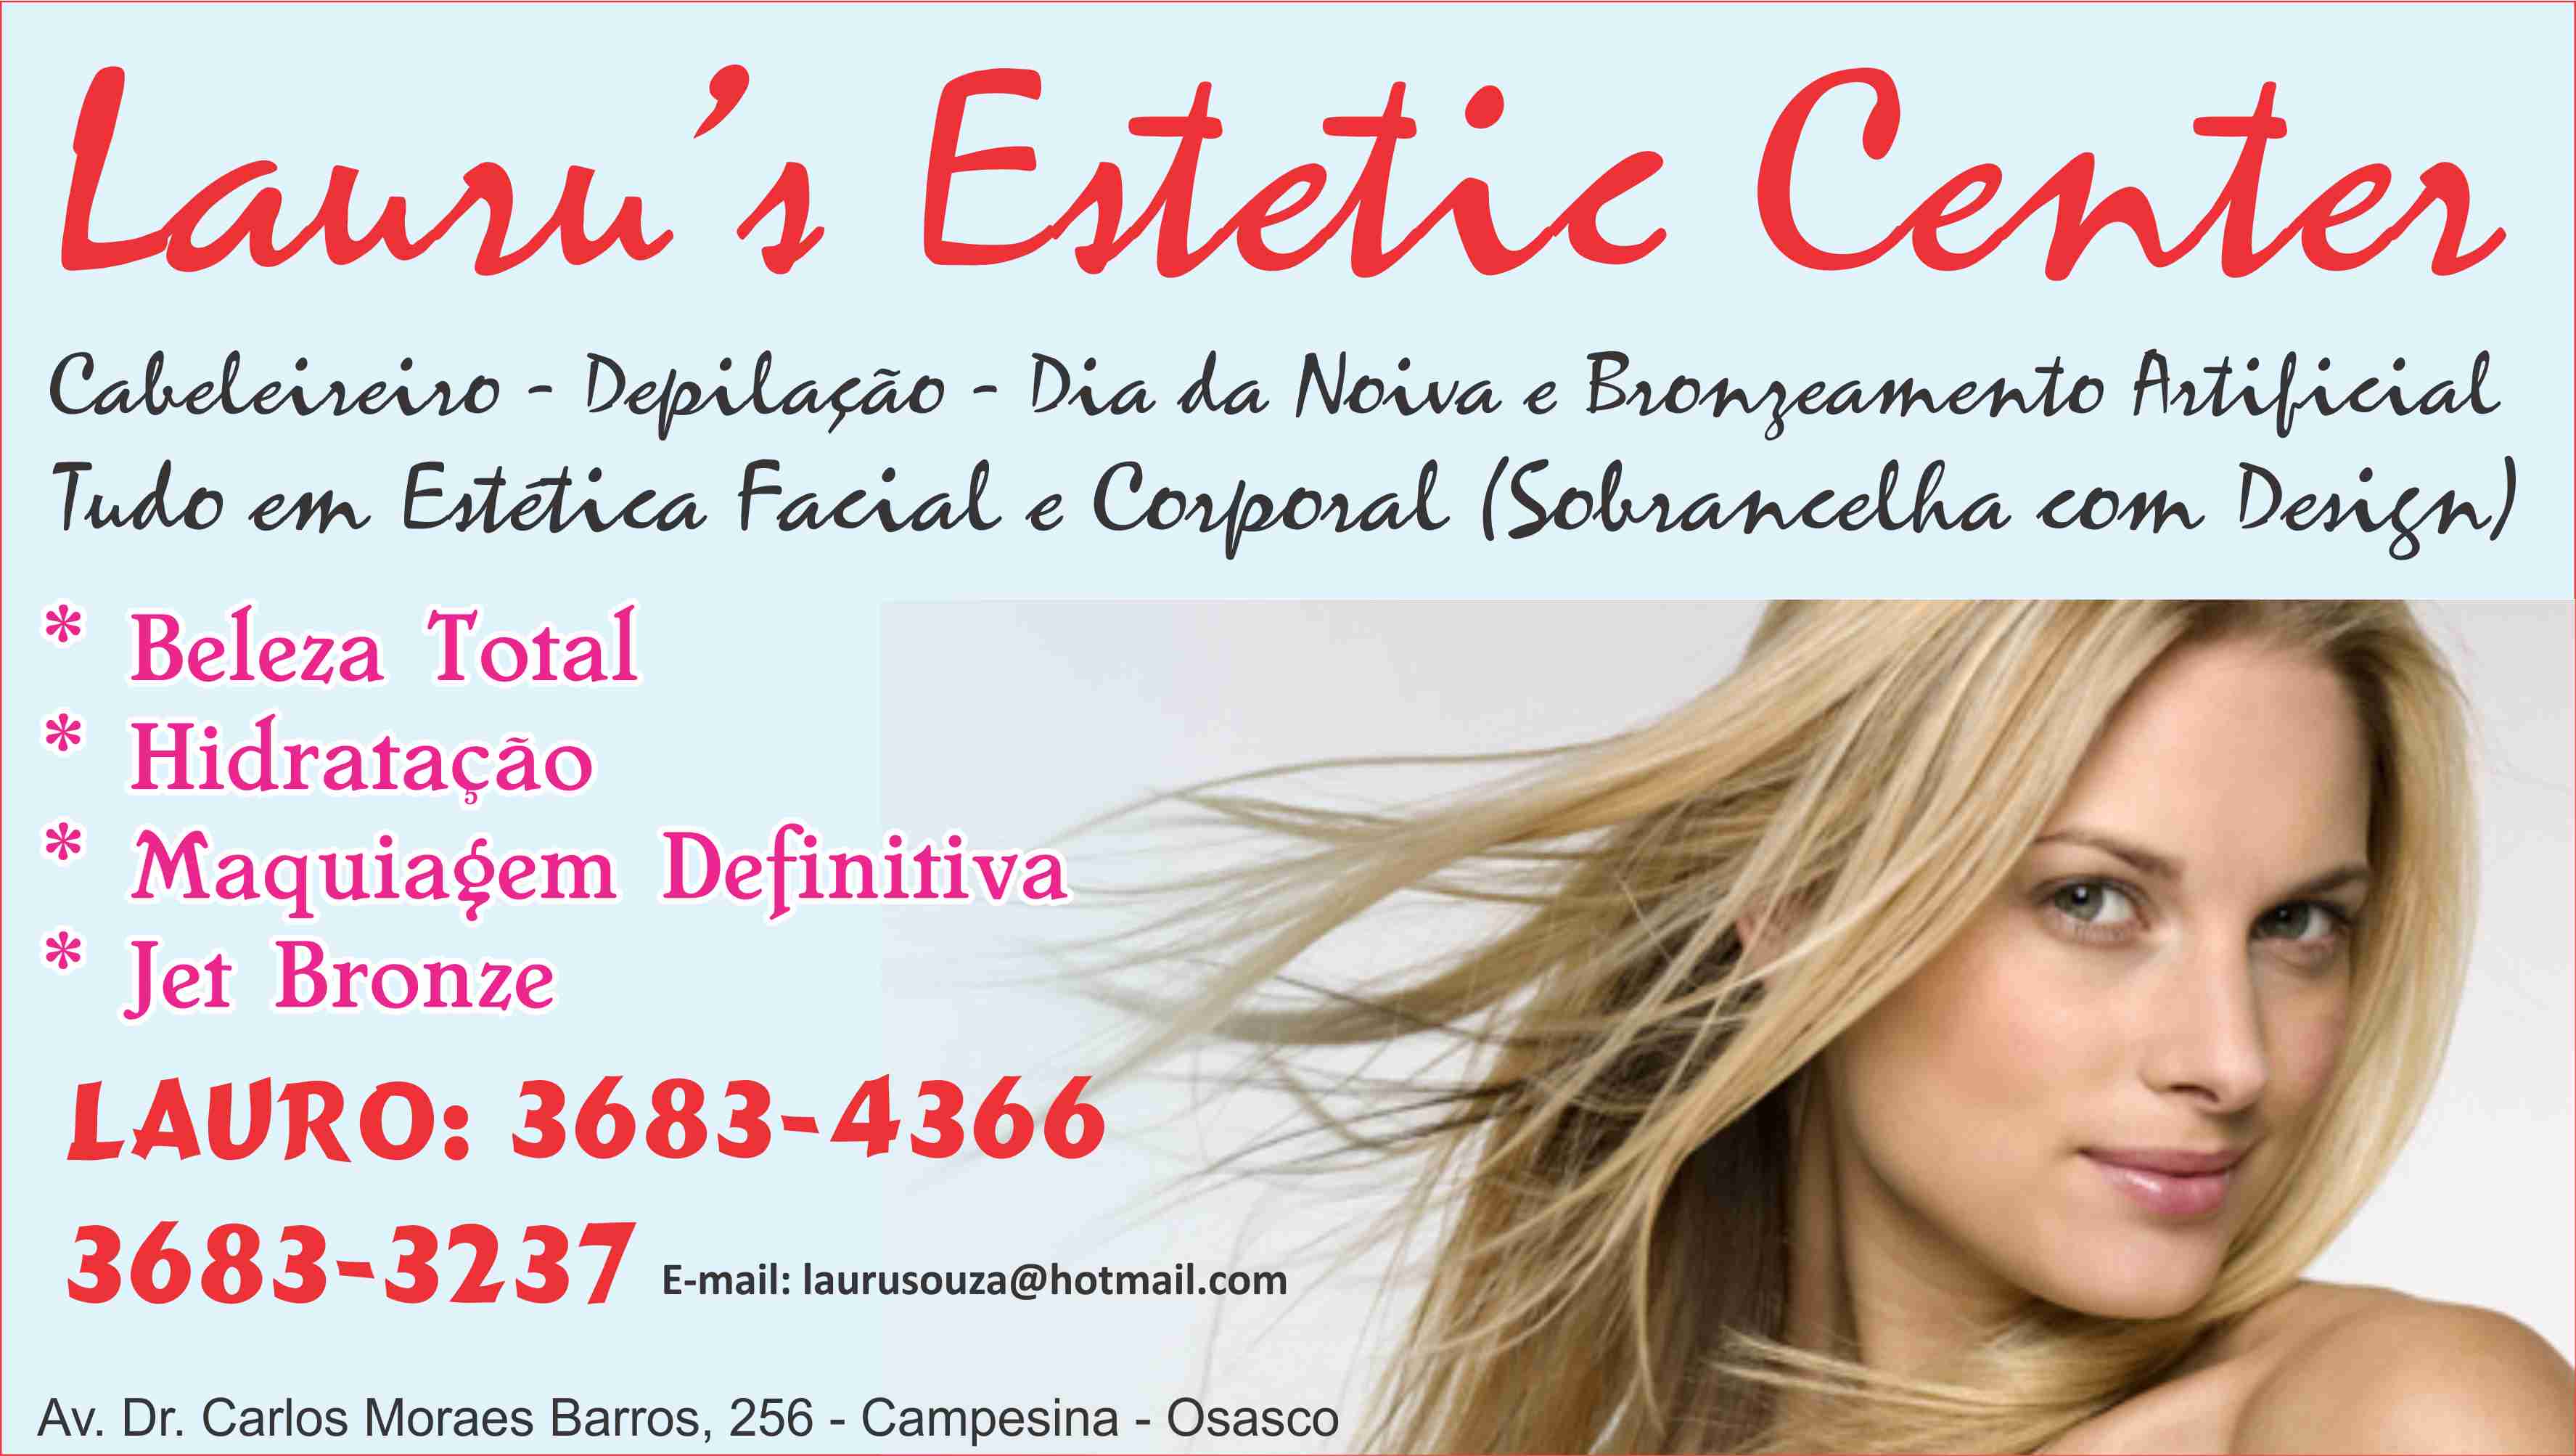 Lauru's Estetic Center
Cabeleireiro - Depilação - Dia da Noiva e Bronzeamento Artificial
Tudo em Estética Facial e Corporal (Sobrancelha com Design)
* Beleza Total
* Hidratação
* Maquiagem Definitiva
* Jet Bronze
LAURO: 3683-4366
3683-3237 E-mail: laurusouza@hotmail.com
Av. Dr. Carlos Moraes Barros, 256 - Campesina - Osasco